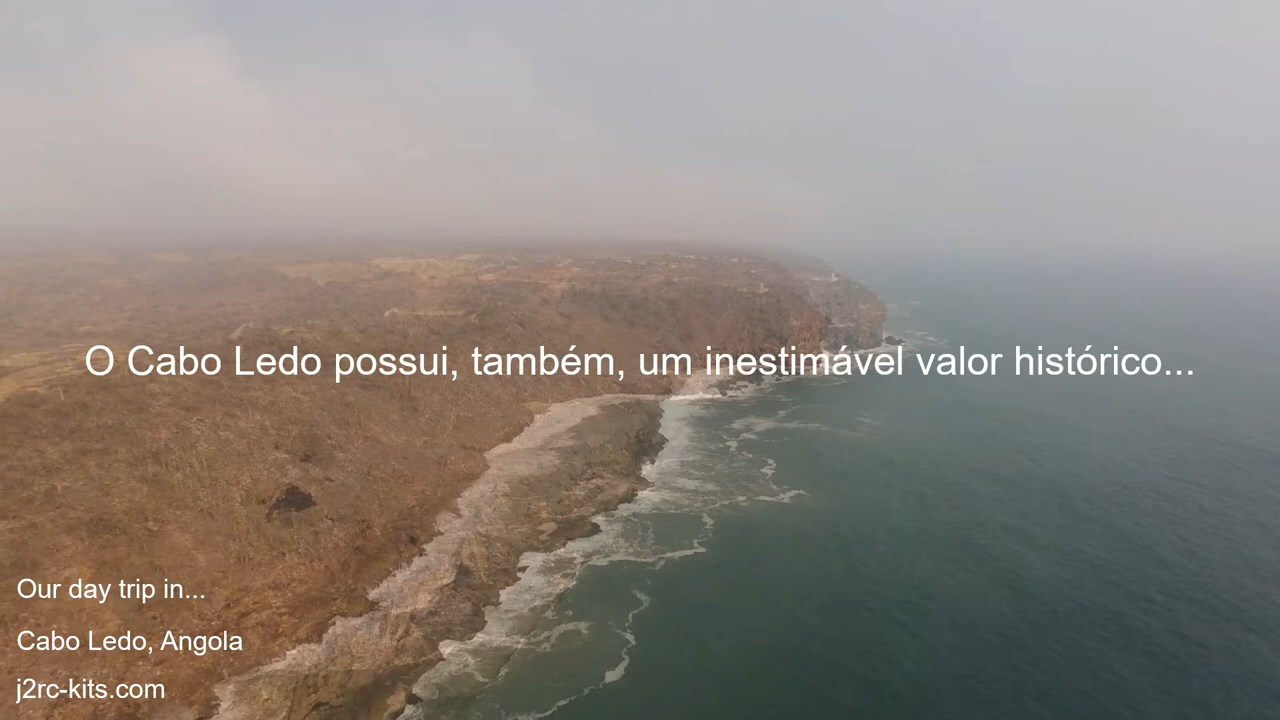 O Cabo Ledo possui, também, um inestimável valor histórico...
Our day trip in...
Cabo Ledo, Angola
j2rc-kits.com